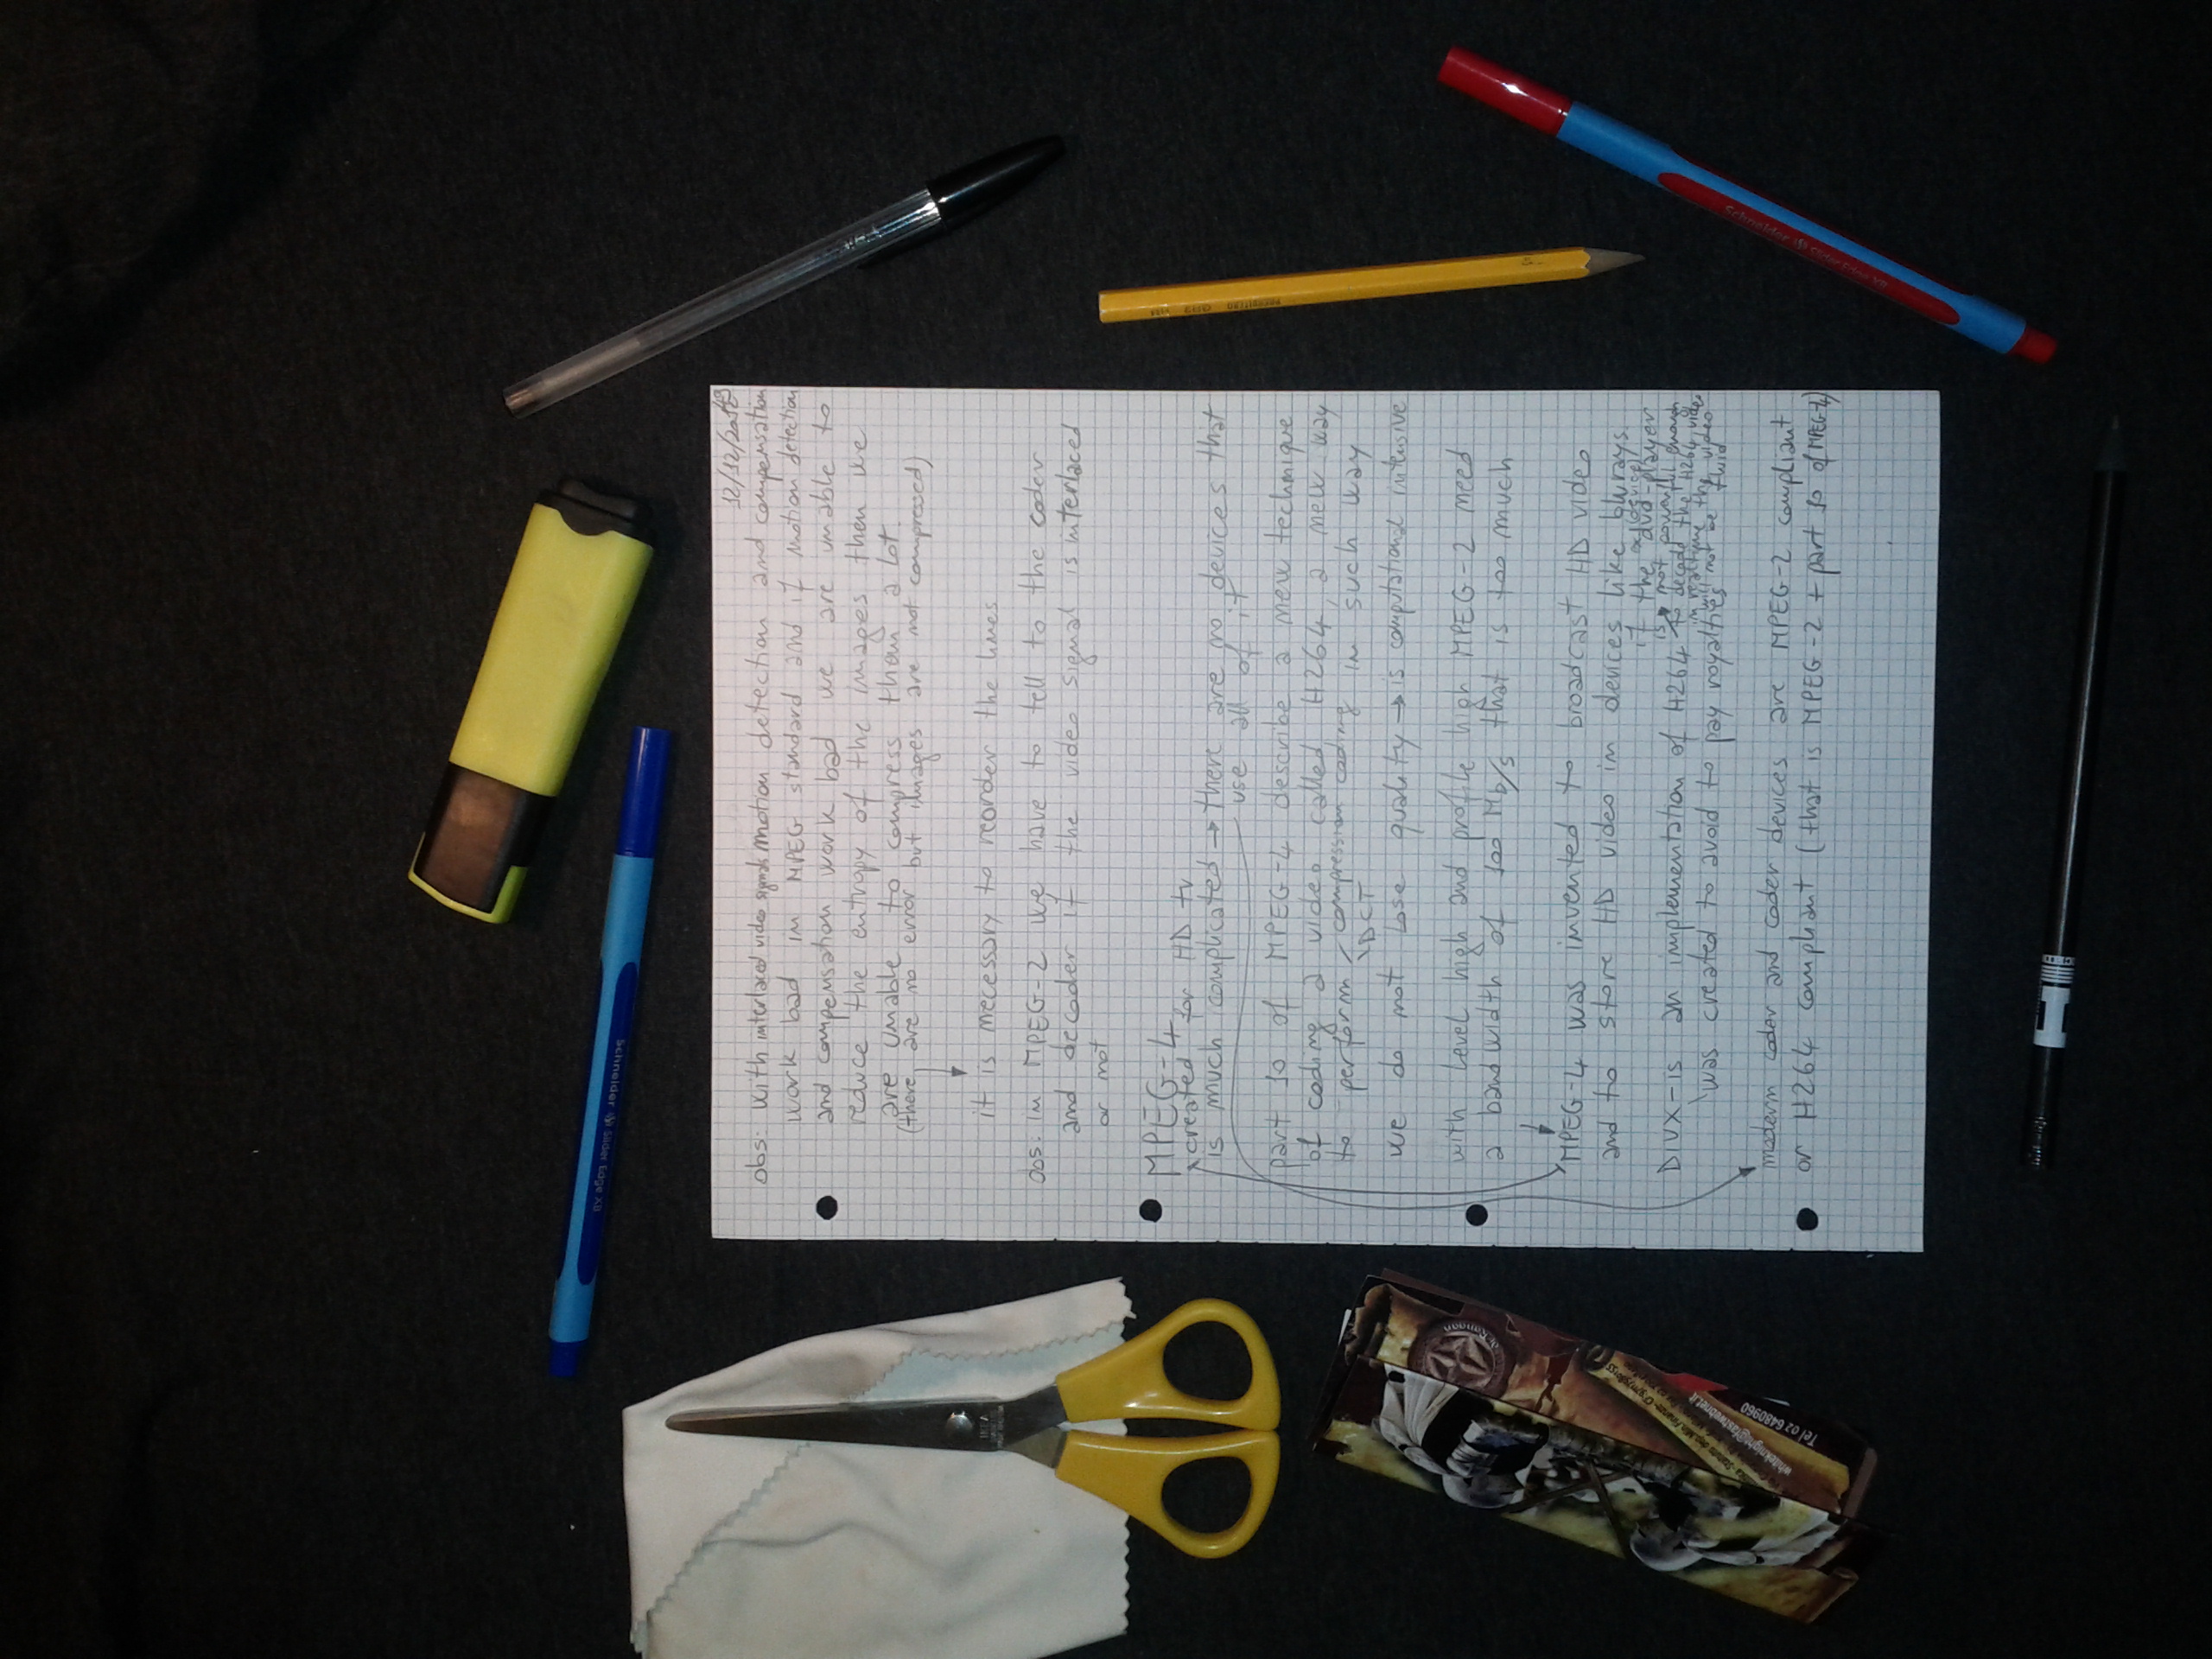 12/12/2012
obs: with interlaced video signals motion detection and compensation
work bad in MPEG standard and if motion detection
and compensation work bad we are unable to
reduce the entropy of the images then we
are unable to compress them a lot
(there are no error but images are not compressed)
it is necessary to reorder the lines
obs: in MPEG-2 we have to tell to the coder
and decoder if the video signal is interlaced
or not
MPEG-4
created for HD tv
is much complicated → there are no devices that
use all of it
part 10 of MPEG-4 describe a new technique
of coding a video called H264, a new way
to perform compression coding in such way
DCT
we do not lose quality → is computational intensive
with level high and profile high MPEG-2 need
a bandwidth of 100 Mb/s that is too much
MPEG-4 was invented to broadcast HD video
and to store HD video in devices like blurays.
DIVX - is an implementation of H264
was created to avoid to pay royalties
if the device
dvd-player
is not powerful enough
to decode the H264 video
in realtime the video
will not be fluid
modern coder and coder devices are MPEG-2 compliant
or H264 compliant (that is MPEG-2 + part 10 of MPEG-4)
Schneider Slider Edge XB
Schneider Slider Edge XB
IKEA
Tel 02 6480960
whiteknight@fastwebnet.it